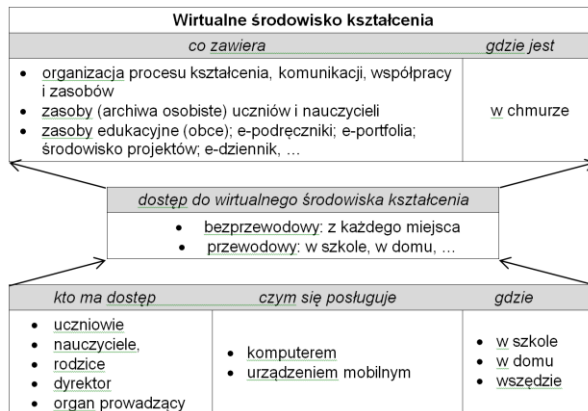 Wirtualne środowisko kształcenia
co zawiera
gdzie jest
• organizacja procesu kształcenia, komunikacji, współpracy
i zasobów
• zasoby (archiwa osobiste) uczniów i nauczycieli
• zasoby edukacyjne (obce); e-podręczniki; e-portfolia;
środowisko projektów; e-dziennik, …
w chmurze
dostęp do wirtualnego środowiska kształcenia
• bezprzewodowy: z każdego miejsca
• przewodowy: w szkole, w domu, …
kto ma dostęp
czym się posługuje
gdzie
• uczniowie
• nauczyciele,
• rodzice
• dyrektor
• organ prowadzący
• komputerem
• urządzeniem mobilnym
• w szkole
• w domu
• wszędzie